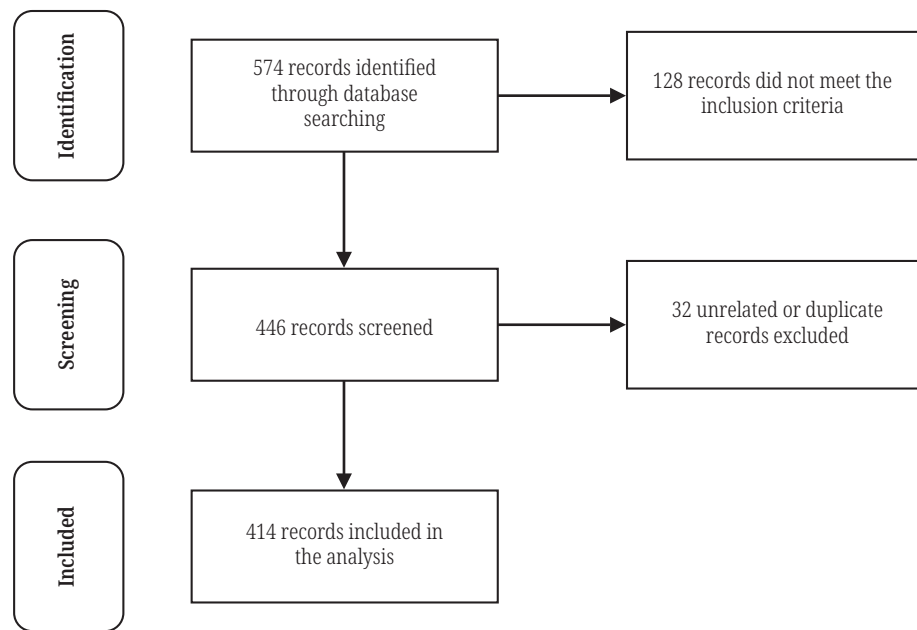 Identification
574 records identified
through database
searching
128 records did not meet the
inclusion criteria
Screening
446 records screened
32 unrelated or duplicate
records excluded
Included
414 records included in
the analysis